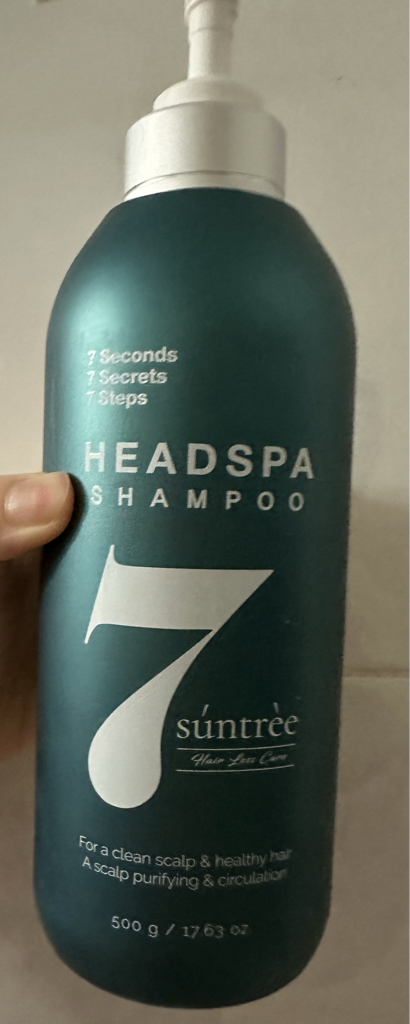 7 Seconds
7 Secrets
7 Steps
HEADSPA
SHAMPOO
7
súntrèe
Hair Loss Care
For a clean scalp & healthy hair
A scalp purifying & circulation
500 g / 17.63 oz